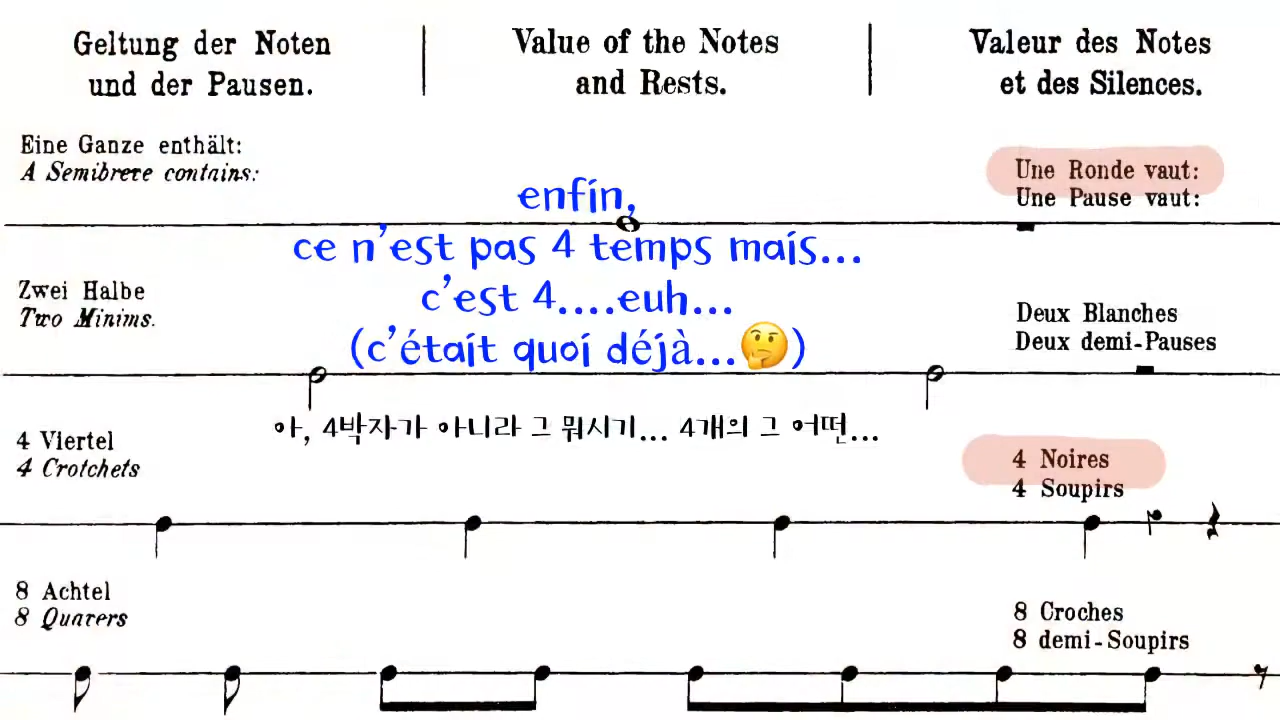 Geltung der Noten
und der Pausen.
Value of the Notes
and Rests.
Valeur des Notes
et des Silences.
Eine Ganze enthält:
A Semibreve contains:
Une Ronde vaut:
Une Pause vaut:
enfin,
ce n'est pas 4 temps mais...
c'est 4....euh...
(c'était quoi déjà...🤔)
Zwei Halbe
Two Minims.
Deux Blanches
Deux demi-Pauses
아, 4박자가 아니라 그 뭐시기... 4개의 그 어떤...
4 Viertel
4 Crotchets
4 Noires
4 Soupirs
8 Achtel
8 Quavers
8 Croches
8 demi-Soupirs